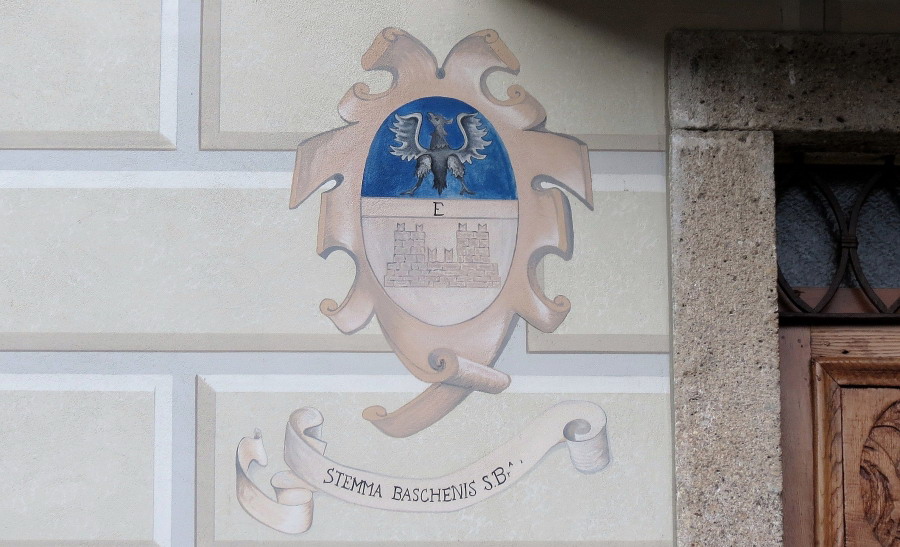 E
STEMMA BASCHENIS S.B.